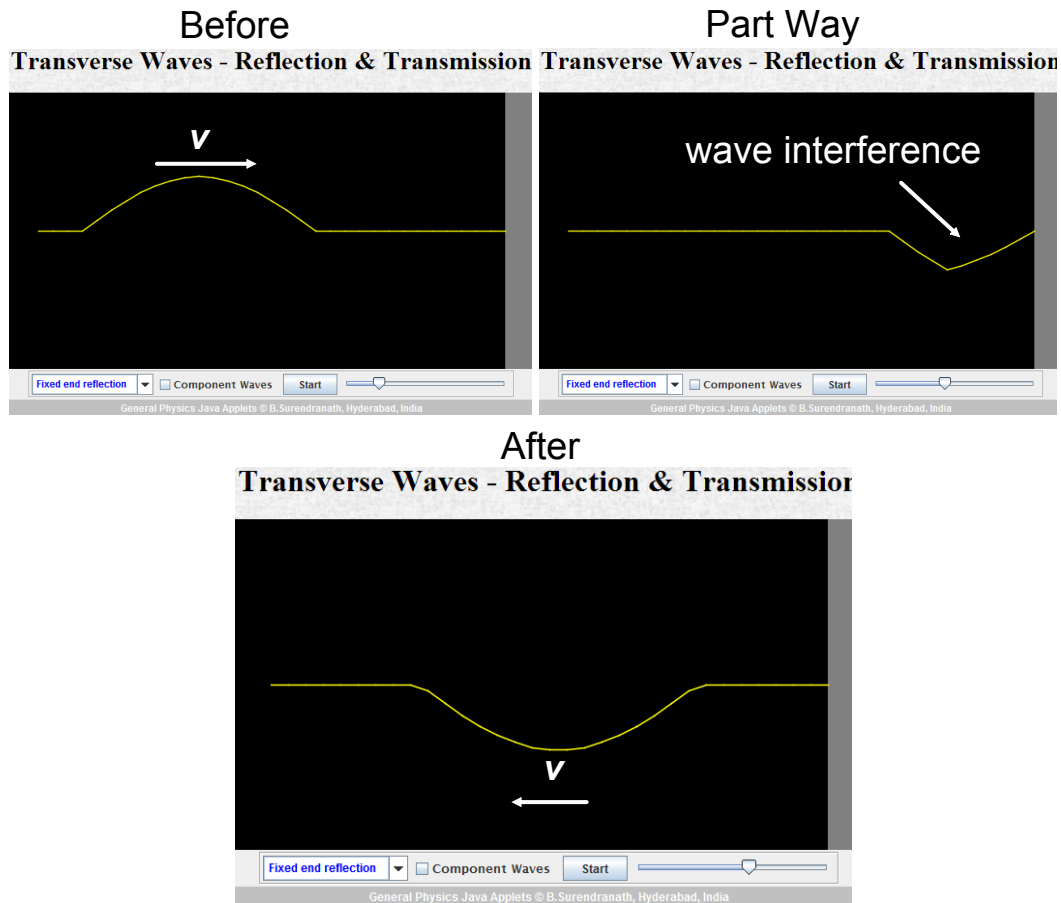 Before
Transverse Waves - Reflection & Transmission
v
Fixed end reflection
Component Waves
Start
General Physics Java Applets © B.Surendranath, Hyderabad, India
Part Way
Transverse Waves - Reflection & Transmission
wave interference
Fixed end reflection
Component Waves
Start
General Physics Java Applets © B.Surendranath, Hyderabad, India
After
Transverse Waves - Reflection & Transmission
v
Fixed end reflection
Component Waves
Start
General Physics Java Applets © B.Surendranath, Hyderabad, India